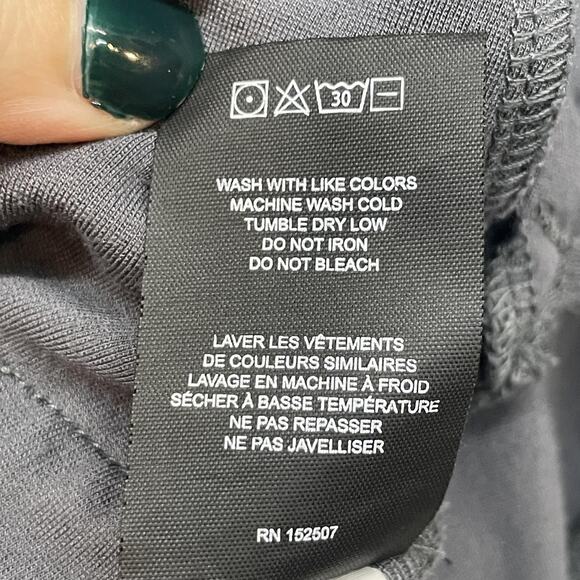 30
WASH WITH LIKE COLORS
MACHINE WASH COLD
TUMBLE DRY LOW
DO NOT IRON
DO NOT BLEACH
LAVER LES VÊTEMENTS
DE COULEURS SIMILAIRES
LAVAGE EN MACHINE À FROID
SÉCHER À BASSE TEMPÉRATURE
NE PAS REPASSER
NE PAS JAVELLISER
RN 152507